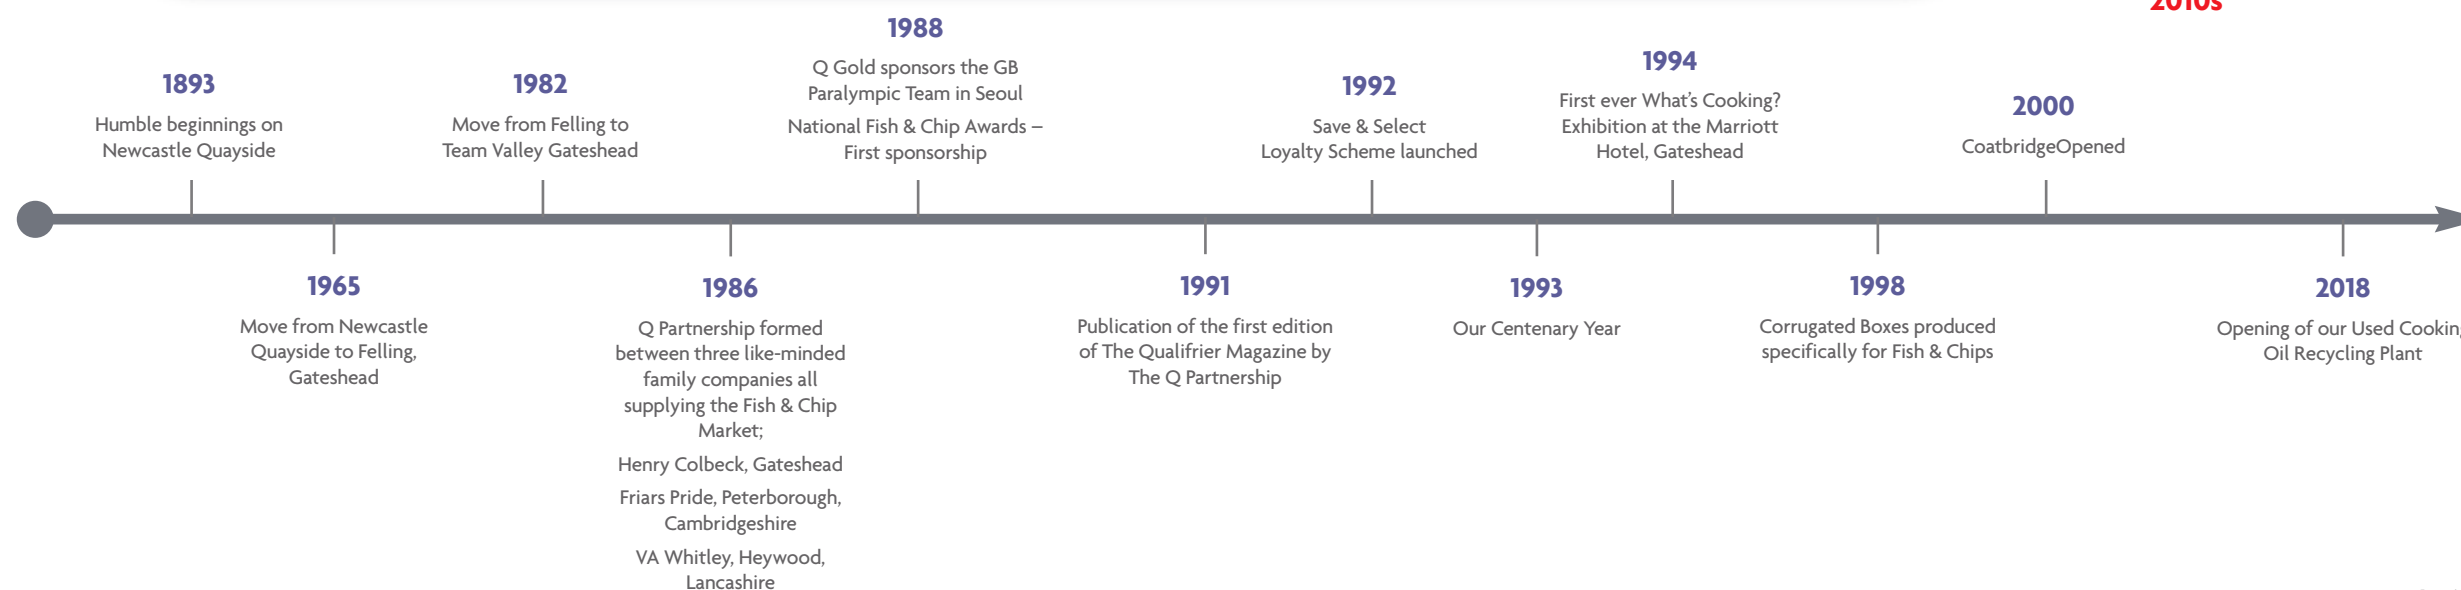 2010s
1893
Humble beginnings on
Newcastle Quayside
1965
Move from Newcastle
Quayside to Felling,
Gateshead
1982
Move from Felling to
Team Valley Gateshead
1986
Q Partnership formed
between three like-minded
family companies all
supplying the Fish & Chip
Market;
Henry Colbeck, Gateshead
Friars Pride, Peterborough,
Cambridgeshire
VA Whitley, Heywood,
Lancashire
1988
Q Gold sponsors the GB
Paralympic Team in Seoul
National Fish & Chip Awards –
First sponsorship
1991
Publication of the first edition
of The Qualifrier Magazine by
The Q Partnership
1992
Save & Select
Loyalty Scheme launched
1993
Our Centenary Year
1994
First ever What's Cooking?
Exhibition at the Marriott
Hotel, Gateshead
1998
Corrugated Boxes produced
specifically for Fish & Chips
2000
CoatbridgeOpened
2018
Opening of our Used Cooking
Oil Recycling Plant